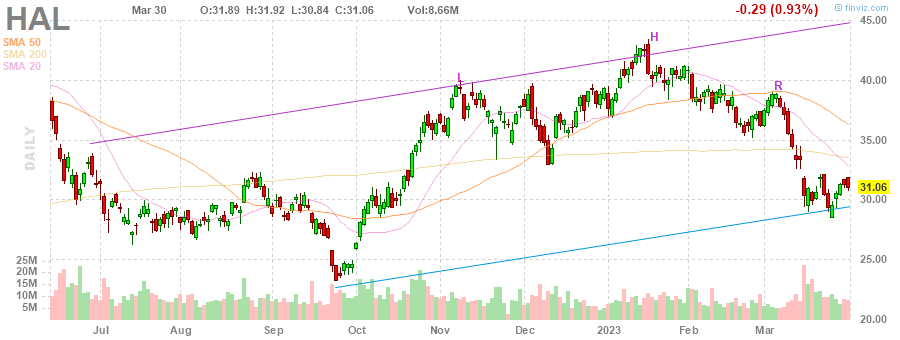 HAL
Mar 30 O:31.89 H:31.92 L:30.84 C:31.06 Vol:8.66M -0.29 (0.93%)
© finviz.com
SMA 50
SMA 200
SMA 20
DAILY
L H R
45.00
40.00
35.00
31.06
30.00
25.00
20.00
25M
20M
15M
10M
5M
Jul Aug Sep Oct Nov Dec 2023 Feb Mar